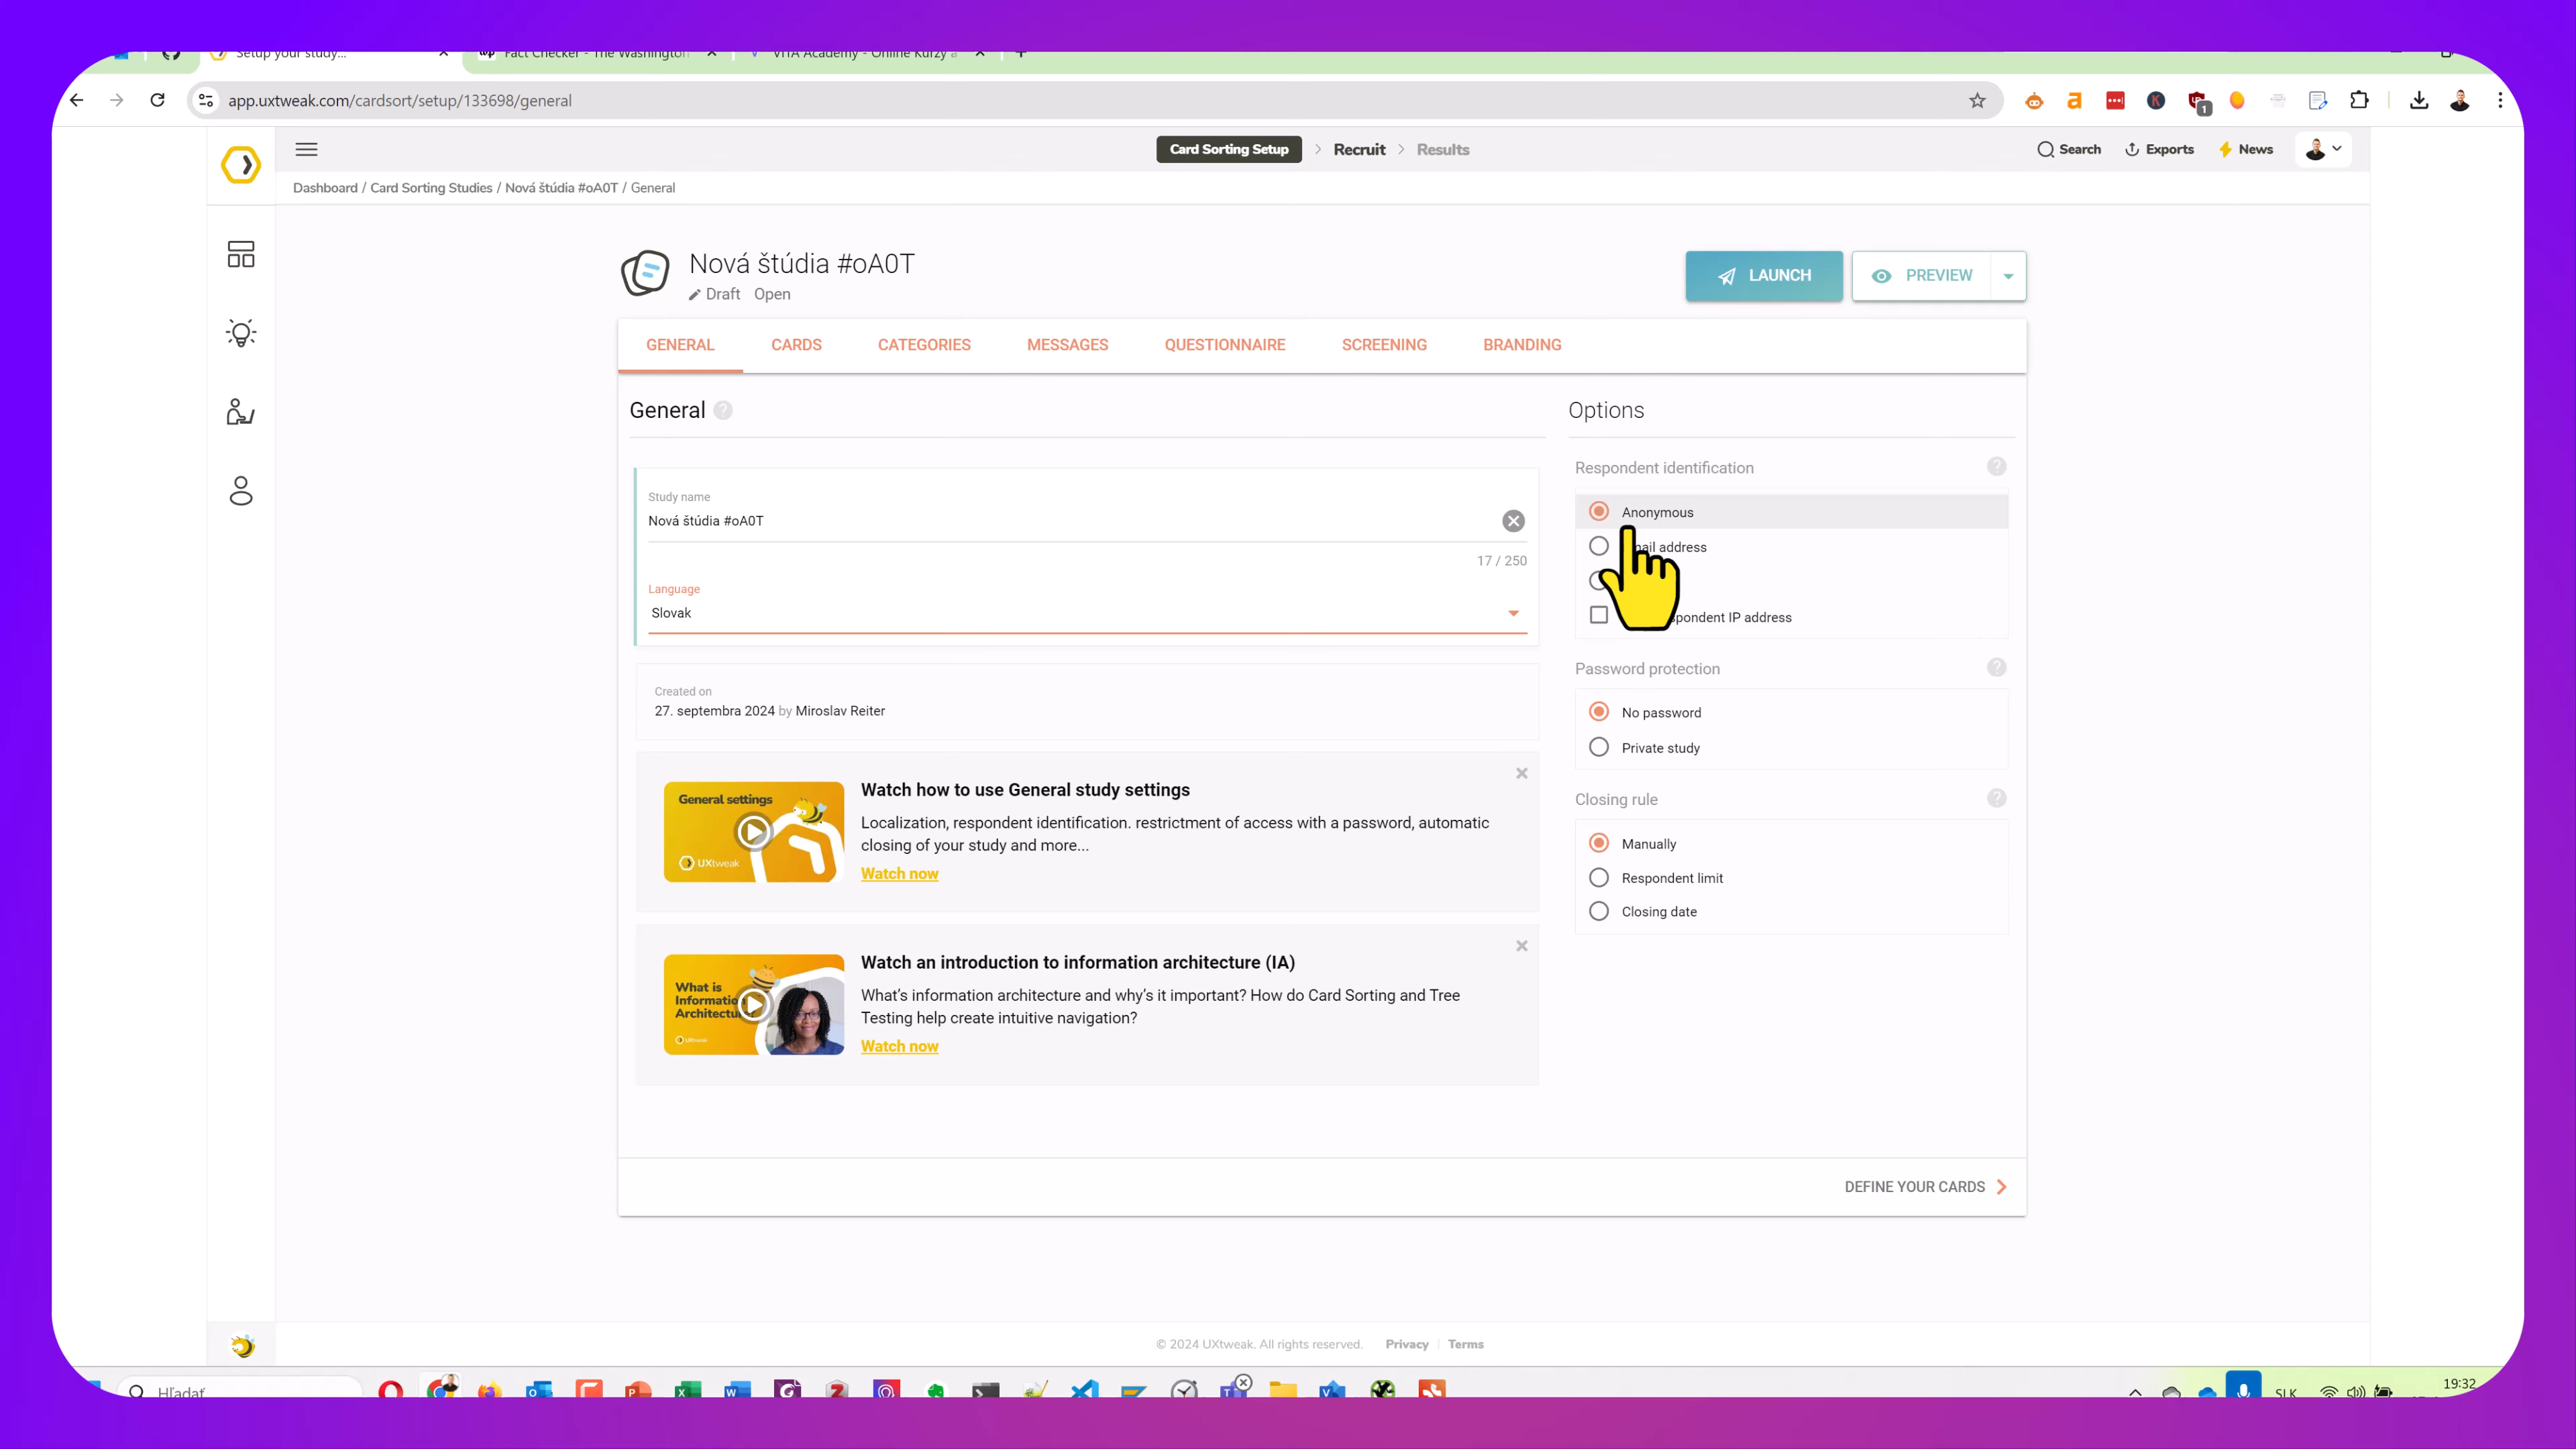 Setup your study...
Fact Checker - The Washington
VITA Academy - Online Kurzy a
app.uxtweak.com/cardsort/setup/133698/general
1
Card Sorting Setup
Recruit
Results
Search
Exports
News
Dashboard / Card Sorting Studies / Nová štúdia #oA0T / General
Nová štúdia #oA0T
Draft Open
LAUNCH
PREVIEW
GENERAL
CARDS
CATEGORIES
MESSAGES
QUESTIONNAIRE
SCREENING
BRANDING
General
Study name
Nová štúdia #oA0T
17 / 250
Language
Slovak
Created on
27. septembra 2024 by Miroslav Reiter
General settings
UXtweak
Watch how to use General study settings
Localization, respondent identification. restrictment of access with a password, automatic
closing of your study and more...
Watch now
What is
Information
Architecture?
UXtweak
Watch an introduction to information architecture (IA)
What's information architecture and why's it important? How do Card Sorting and Tree
Testing help create intuitive navigation?
Watch now
Options
Respondent identification
Anonymous
address
IP address
Password protection
No password
Private study
Closing rule
Manually
Respondent limit
Closing date
DEFINE YOUR CARDS
© 2024 UXtweak. All rights reserved.
Privacy
Terms
Hľadať
SLK
19:32